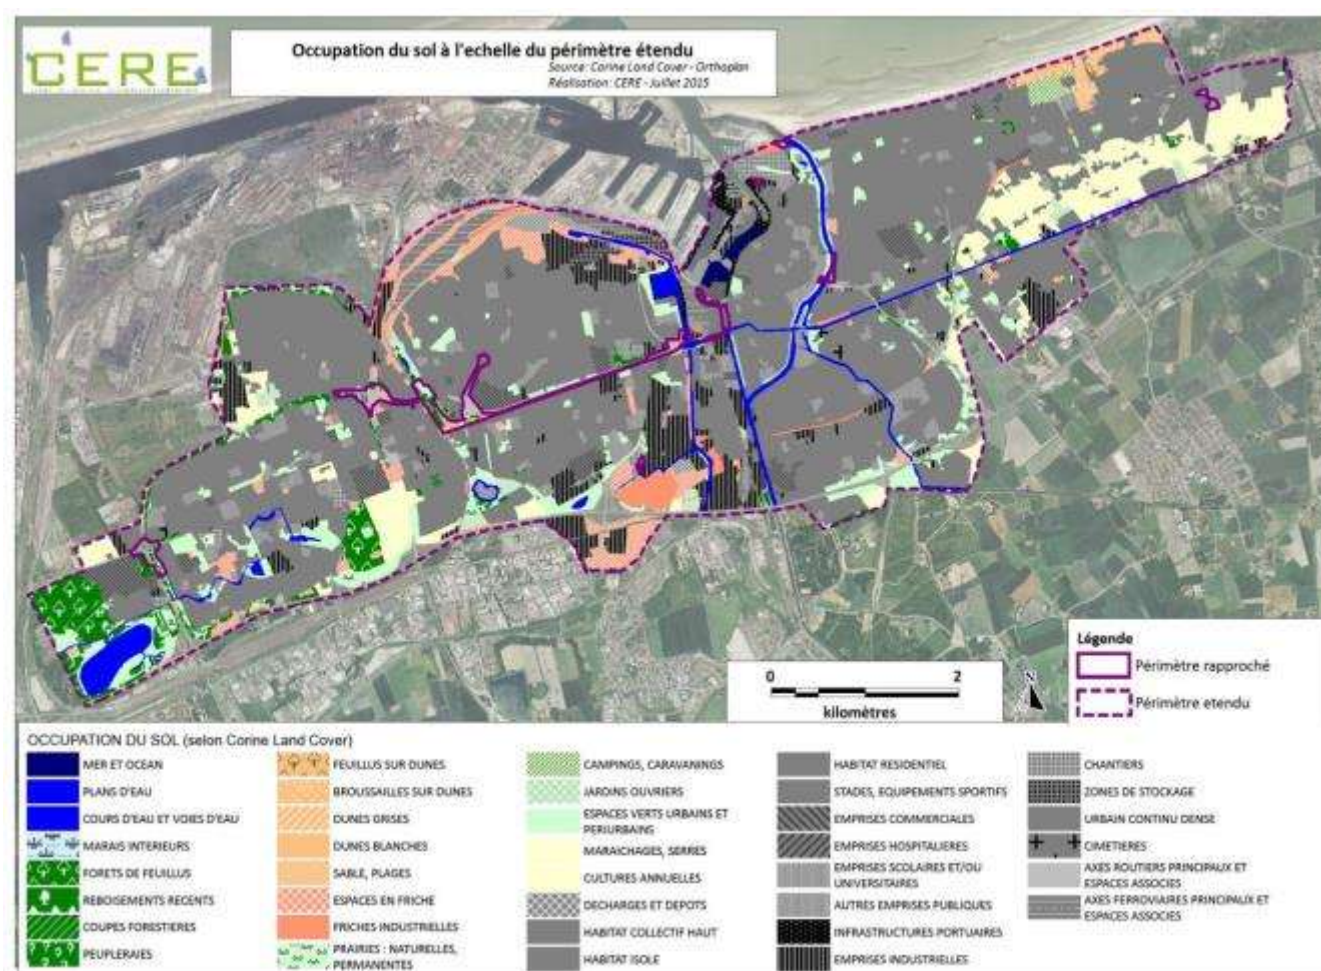 CERE
Occupation du sol à l'echelle du périmètre étendu
Source: Corine Land Cover - Orthoplan
Réalisation: CERE - Juillet 2015
Légende
Périmètre rapproché
Périmètre etendu
0 2
kilomètres
N
OCCUPATION DU SOL (selon Corine Land Cover)
MER ET OCEAN
PLANS D'EAU
COURS D'EAU ET VOIES D'EAU
MARAIS INTERIEURS
FORETS DE FEUILLUS
REBOISEMENTS RECENTS
COUPES FORESTIERES
PEUPLERAIES
FEUILLUS SUR DUNES
BROUSSAILLES SUR DUNES
DUNES GRISES
DUNES BLANCHES
SABLE, PLAGES
ESPACES EN FRICHE
FRICHES INDUSTRIELLES
PRAIRIES : NATURELLES,
PERMANENTES
CAMPINGS, CARAVANINGS
JARDINS OUVRIERS
ESPACES VERTS URBAINS ET
PERIURBAINS
MARAICHAGES, SERRES
CULTURES ANNUELLES
DECHARGES ET DEPOTS
HABITAT COLLECTIF HAUT
HABITAT ISOLE
HABITAT RESIDENTIEL
STADES, EQUIPEMENTS SPORTIFS
EMPRISES COMMERCIALES
EMPRISES HOSPITALIERES
EMPRISES SCOLAIRES ET/OU
UNIVERSITAIRES
AUTRES EMPRISES PUBLIQUES
INFRASTRUCTURES PORTUAIRES
EMPRISES INDUSTRIELLES
CHANTIERS
ZONES DE STOCKAGE
URBAIN CONTINU DENSE
CIMETIERES
AXES ROUTIERS PRINCIPAUX ET
ESPACES ASSOCIES
AXES FERROVIAIRES PRINCIPAUX ET
ESPACES ASSOCIES